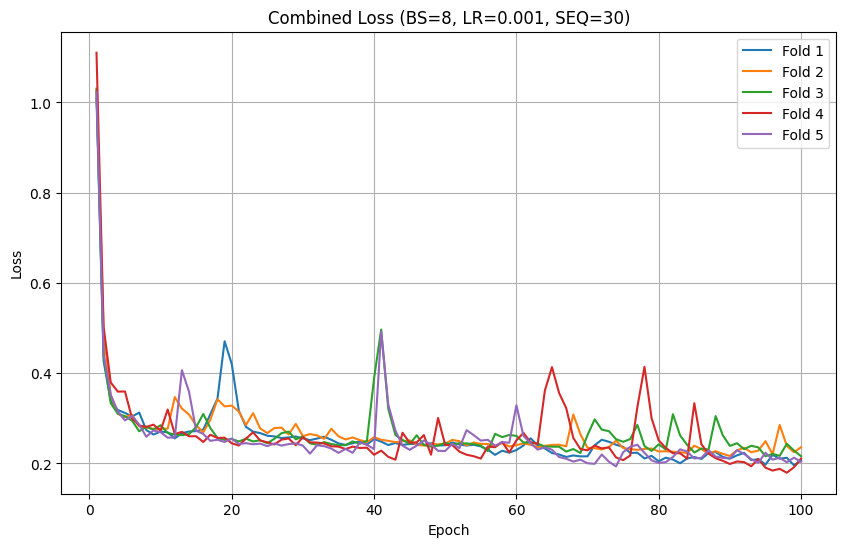 Combined Loss (BS=8, LR=0.001, SEQ=30)
Fold 1
Fold 2
Fold 3
Fold 4
Fold 5
Loss
1.0
0.8
0.6
0.4
0.2
0 20 40 60 80 100
Epoch